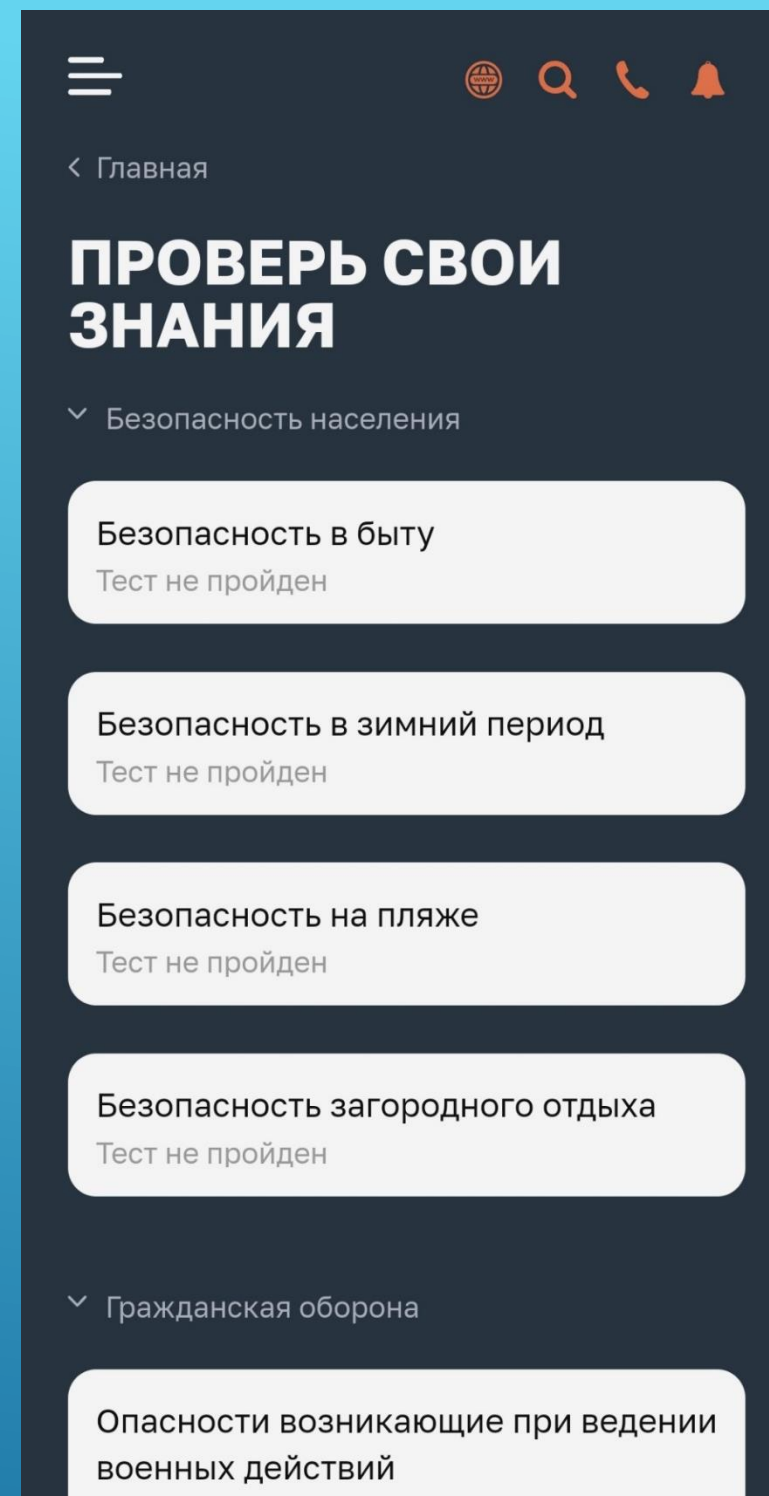 www
Главная
ПРОВЕРЬ СВОИ
ЗНАНИЯ
Безопасность населения
Безопасность в быту
Тест не пройден
Безопасность в зимний период
Тест не пройден
Безопасность на пляже
Тест не пройден
Безопасность загородного отдыха
Тест не пройден
Гражданская оборона
Опасности возникающие при ведении
военных действий